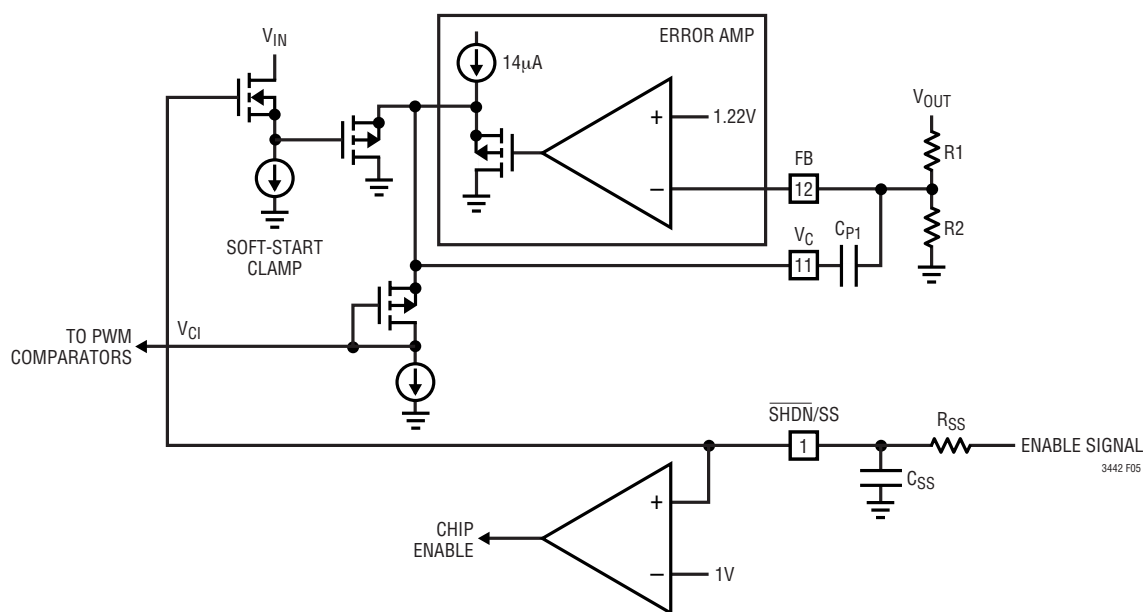 ERROR AMP
V_IN
14µA
V_OUT
+
1.22V
R1
FB
12
–
R2
V_C
C_P1
11
SOFT-START
CLAMP
TO PWM
COMPARATORS
V_CI
S̅H̅D̅N̅/SS
R_SS
1
ENABLE SIGNAL
3442 F05
C_SS
+
CHIP
ENABLE
–
1V